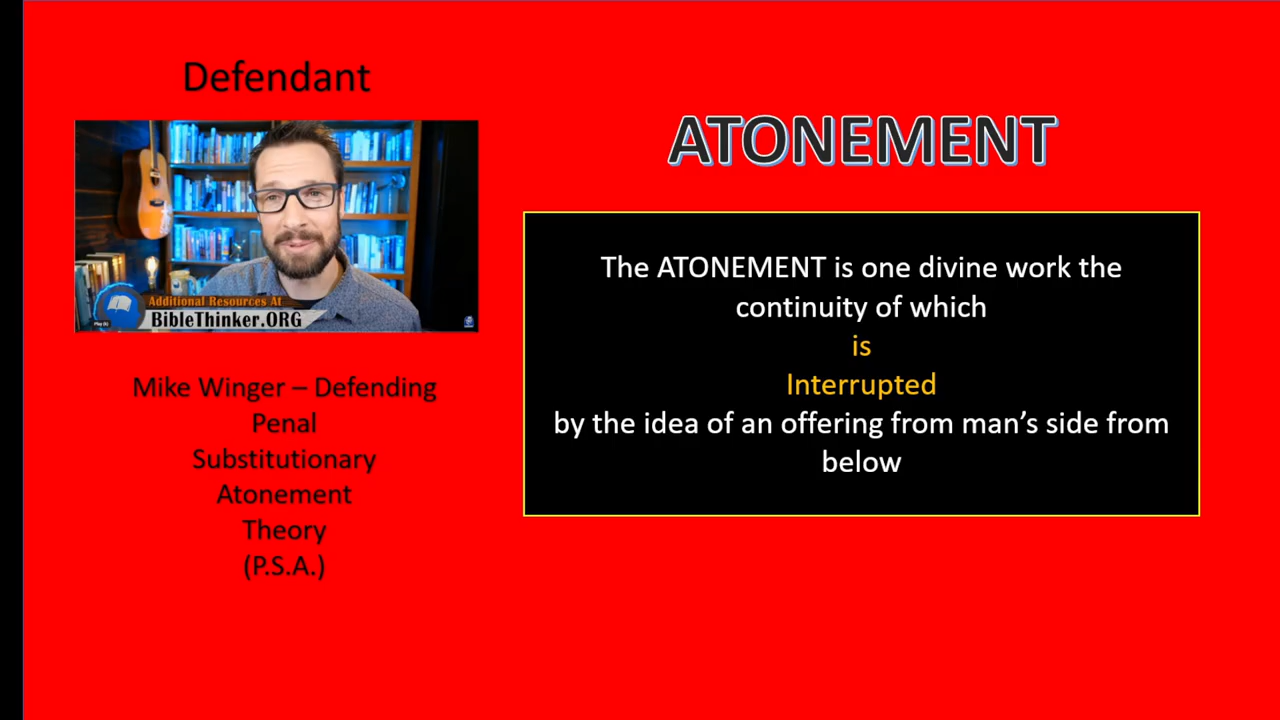 Defendant
Additional Resources At
BibleThinker.ORG
Mike Winger – Defending
Penal
Substitutionary
Atonement
Theory
(P.S.A.)
ATONEMENT
The ATONEMENT is one divine work the
continuity of which
is
Interrupted
by the idea of an offering from man's side from
below